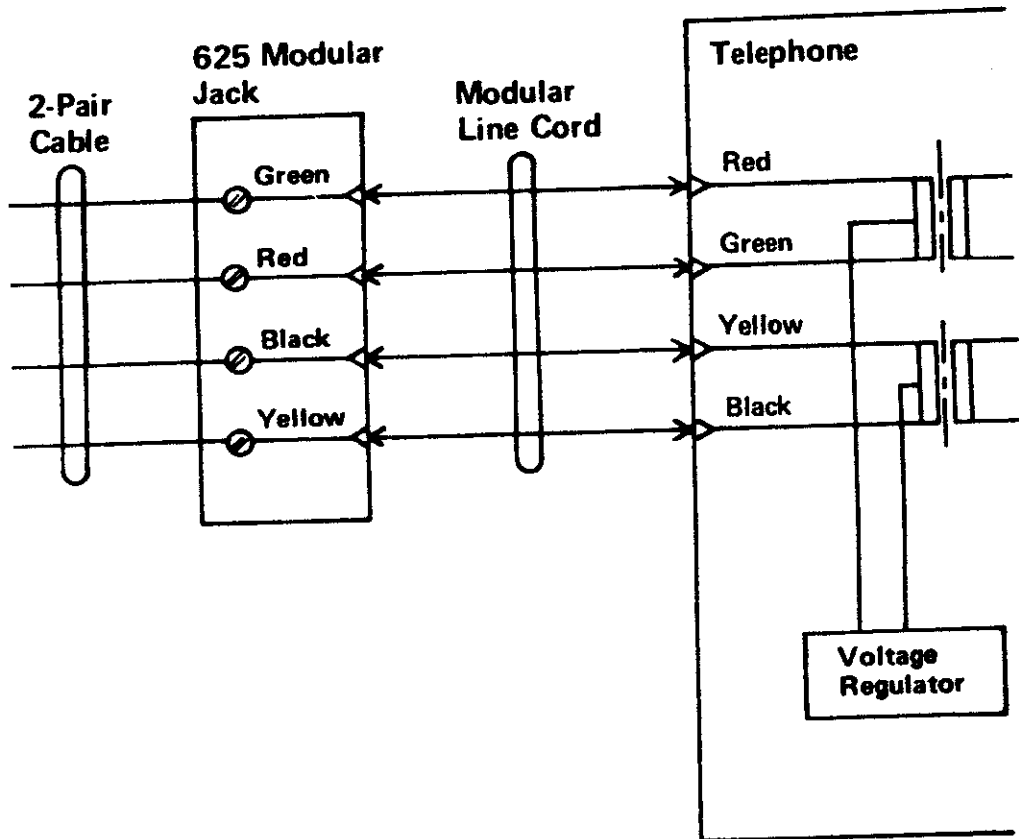 2-Pair
Cable
625 Modular
Jack
Green
Red
Black
Yellow
Modular
Line Cord
Telephone
Red
Green
Yellow
Black
Voltage
Regulator